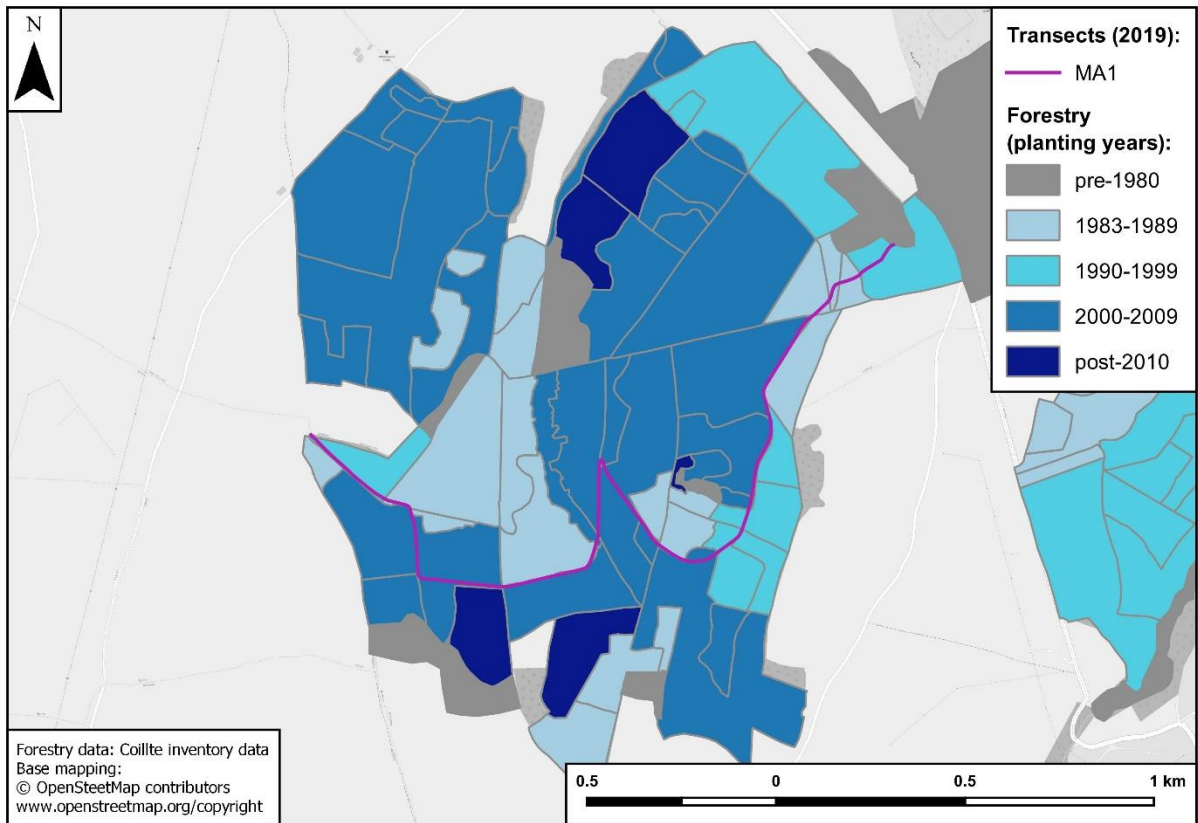 N
Transects (2019):
MA1
Forestry
(planting years):
pre-1980
1983-1989
1990-1999
2000-2009
post-2010
Forestry data: Coillte inventory data
Base mapping:
© OpenSteetMap contributors
www.openstreetmap.org/copyright
0.5 0 0.5 1 km